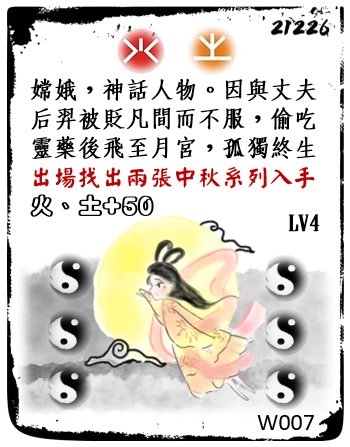 21226
火 土
嫦娥，神話人物。因與丈夫
后羿被貶凡間而不服，偷吃
靈藥後飛至月宮，孤獨終生
出場找出兩張中秋系列入手
火、土+50
LV4
W007